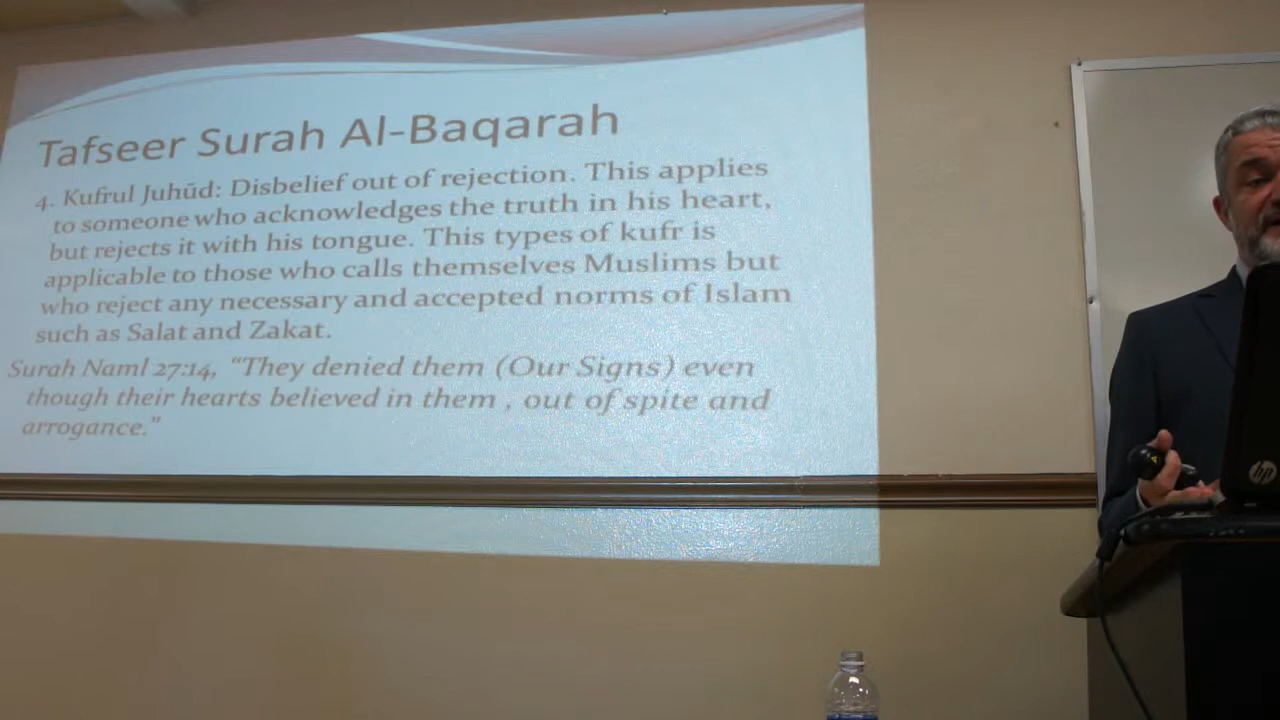 Tafseer Surah Al-Baqarah
4. Kufrul Juhūd: Disbelief out of rejection. This applies
to someone who acknowledges the truth in his heart,
but rejects it with his tongue. This types of kufr is
applicable to those who calls themselves Muslims but
who reject any necessary and accepted norms of Islam
such as Salat and Zakat.
Surah Naml 27:14, “They denied them (Our Signs) even
though their hearts believed in them , out of spite and
arrogance.”
hp